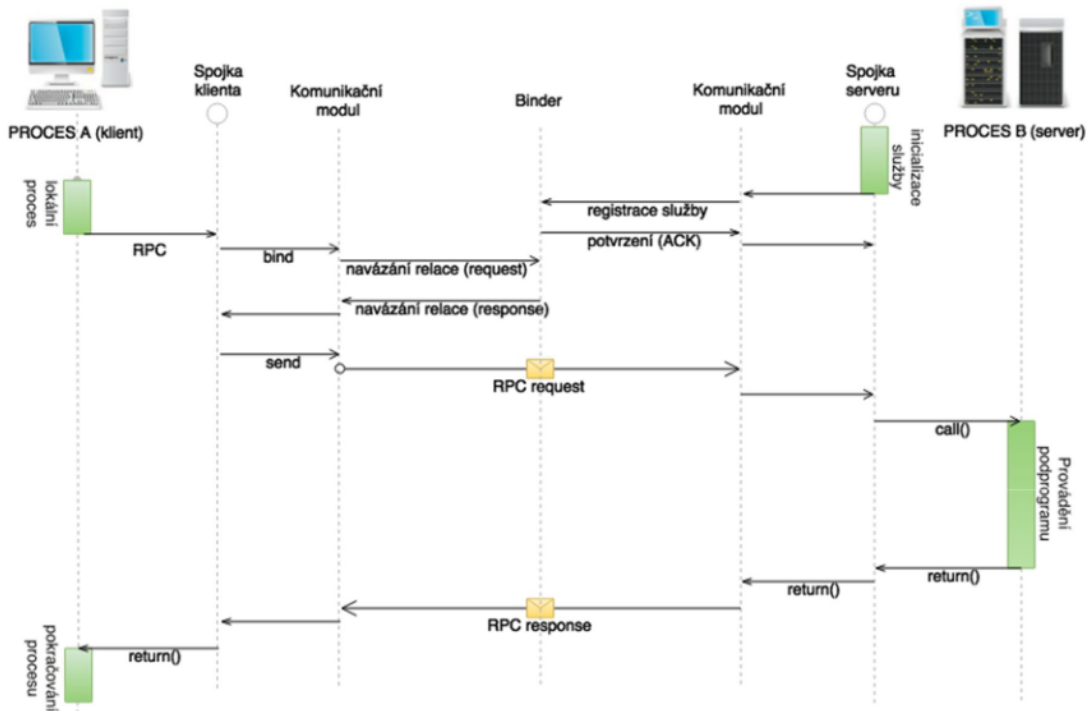 Spojka
klienta
Komunikační
modul
Binder
Komunikační
modul
Spojka
serveru
PROCES A (klient)
PROCES B (server)
inicializace
služby
lokální
proces
registrace služby
RPC
potvrzení (ACK)
bind
navázání relace (request)
navázání relace (response)
send
RPC request
call()
Provádění
podprogramu
return()
return()
RPC response
return()
pokračování
procesu